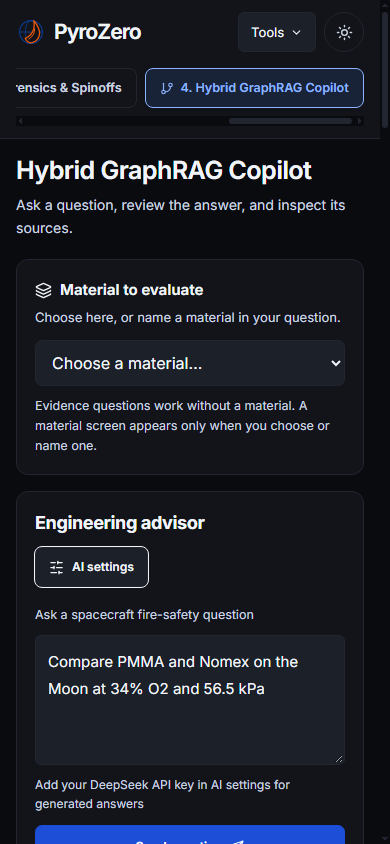 PyroZero
Tools
rensics & Spinoffs
4. Hybrid GraphRAG Copilot
Hybrid GraphRAG Copilot
Ask a question, review the answer, and inspect its
sources.
Material to evaluate
Choose here, or name a material in your question.
Choose a material...
Evidence questions work without a material. A
material screen appears only when you choose or
name one.
Engineering advisor
AI settings
Ask a spacecraft fire-safety question
Compare PMMA and Nomex on the
Moon at 34% O2 and 56.5 kPa
Add your DeepSeek API key in AI settings for
generated answers